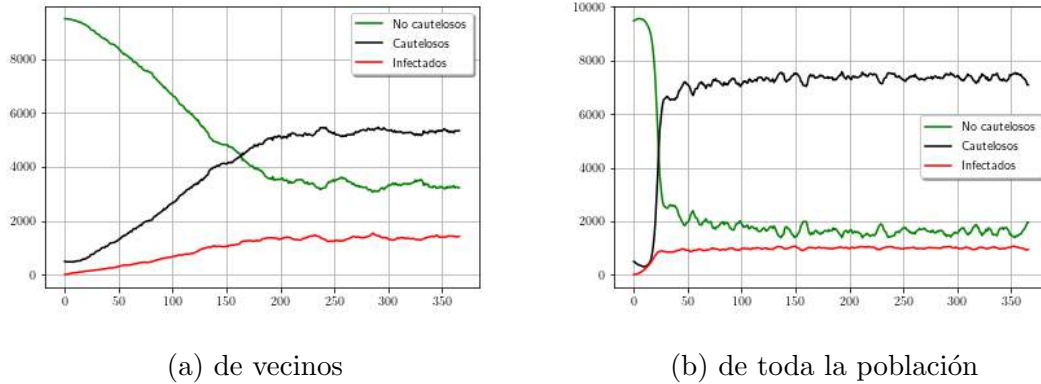 No cautelosos
Cautelosos
Infectados
8000
6000
4000
2000
0
0 50 100 150 200 250 300 350
(a) de vecinos
10000
8000
6000
4000
2000
0
No cautelosos
Cautelosos
Infectados
0 50 100 150 200 250 300 350
(b) de toda la población